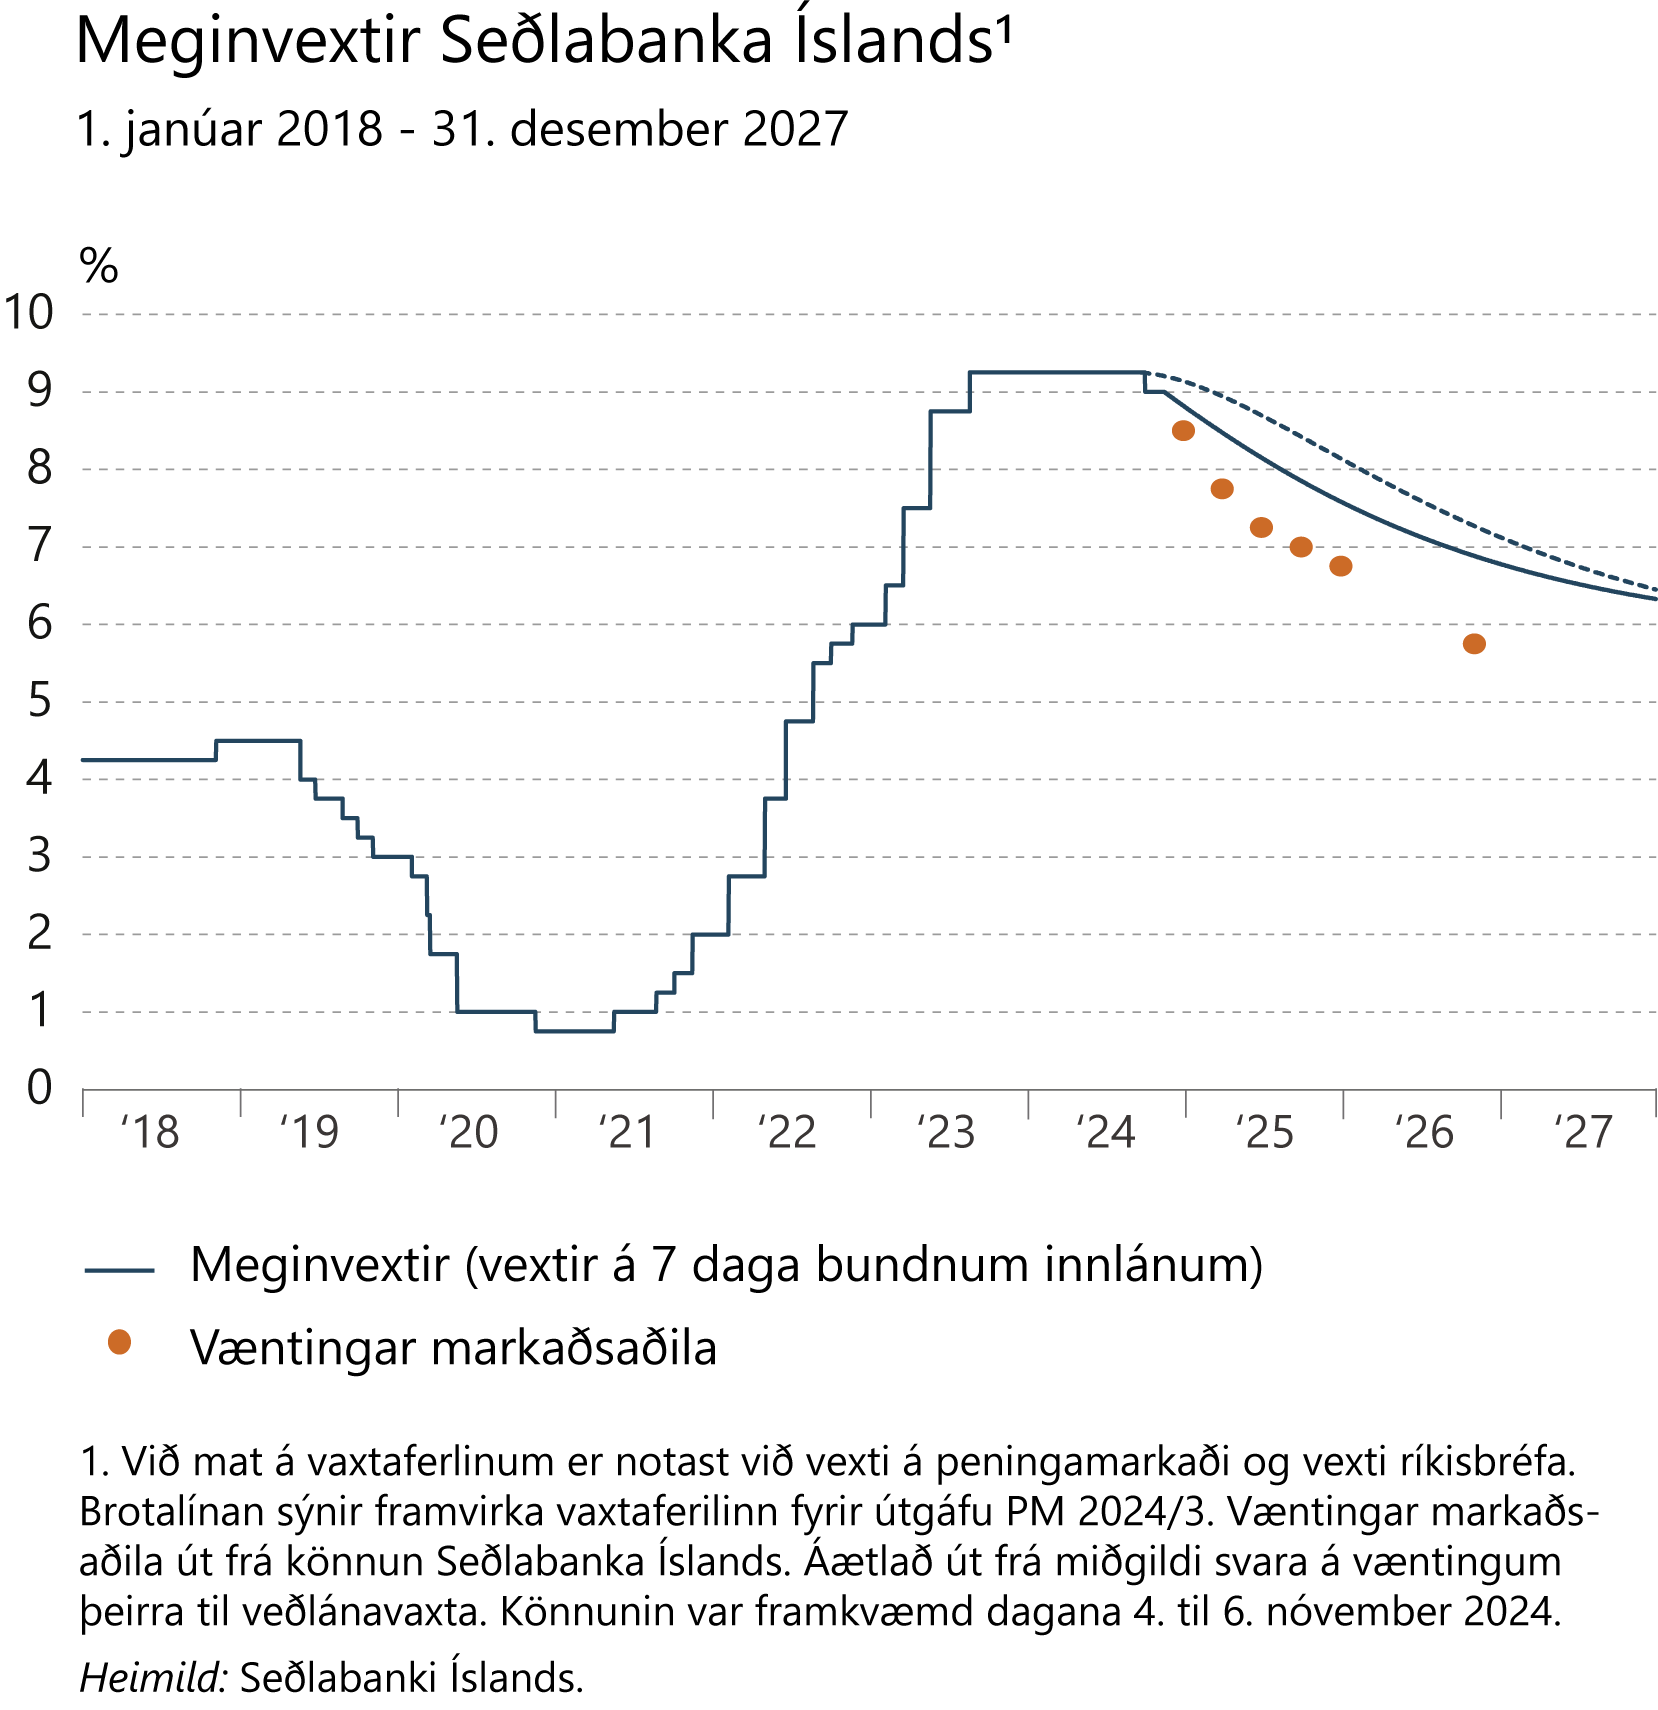 Meginvextir Seðlabanka Íslands¹
1. janúar 2018 - 31. desember 2027
%
10
9
8
7
6
5
4
3
2
1
0
‘18 ‘19 ‘20 ‘21 ‘22 ‘23 ‘24 ‘25 ‘26 ‘27
Meginvextir (vextir á 7 daga bundnum innlánum)
Væntingar markaðsaðila
1. Við mat á vaxtaferlinum er notast við vexti á peningamarkaði og vexti ríkisbréfa.
Brotalínan sýnir framvirka vaxtaferilinn fyrir útgáfu PM 2024/3. Væntingar markaðs-
aðila út frá könnun Seðlabanka Íslands. Áætlað út frá miðgildi svara á væntingum
þeirra til veðlánavaxta. Könnunin var framkvæmd dagana 4. til 6. nóvember 2024.
Heimild: Seðlabanki Íslands.